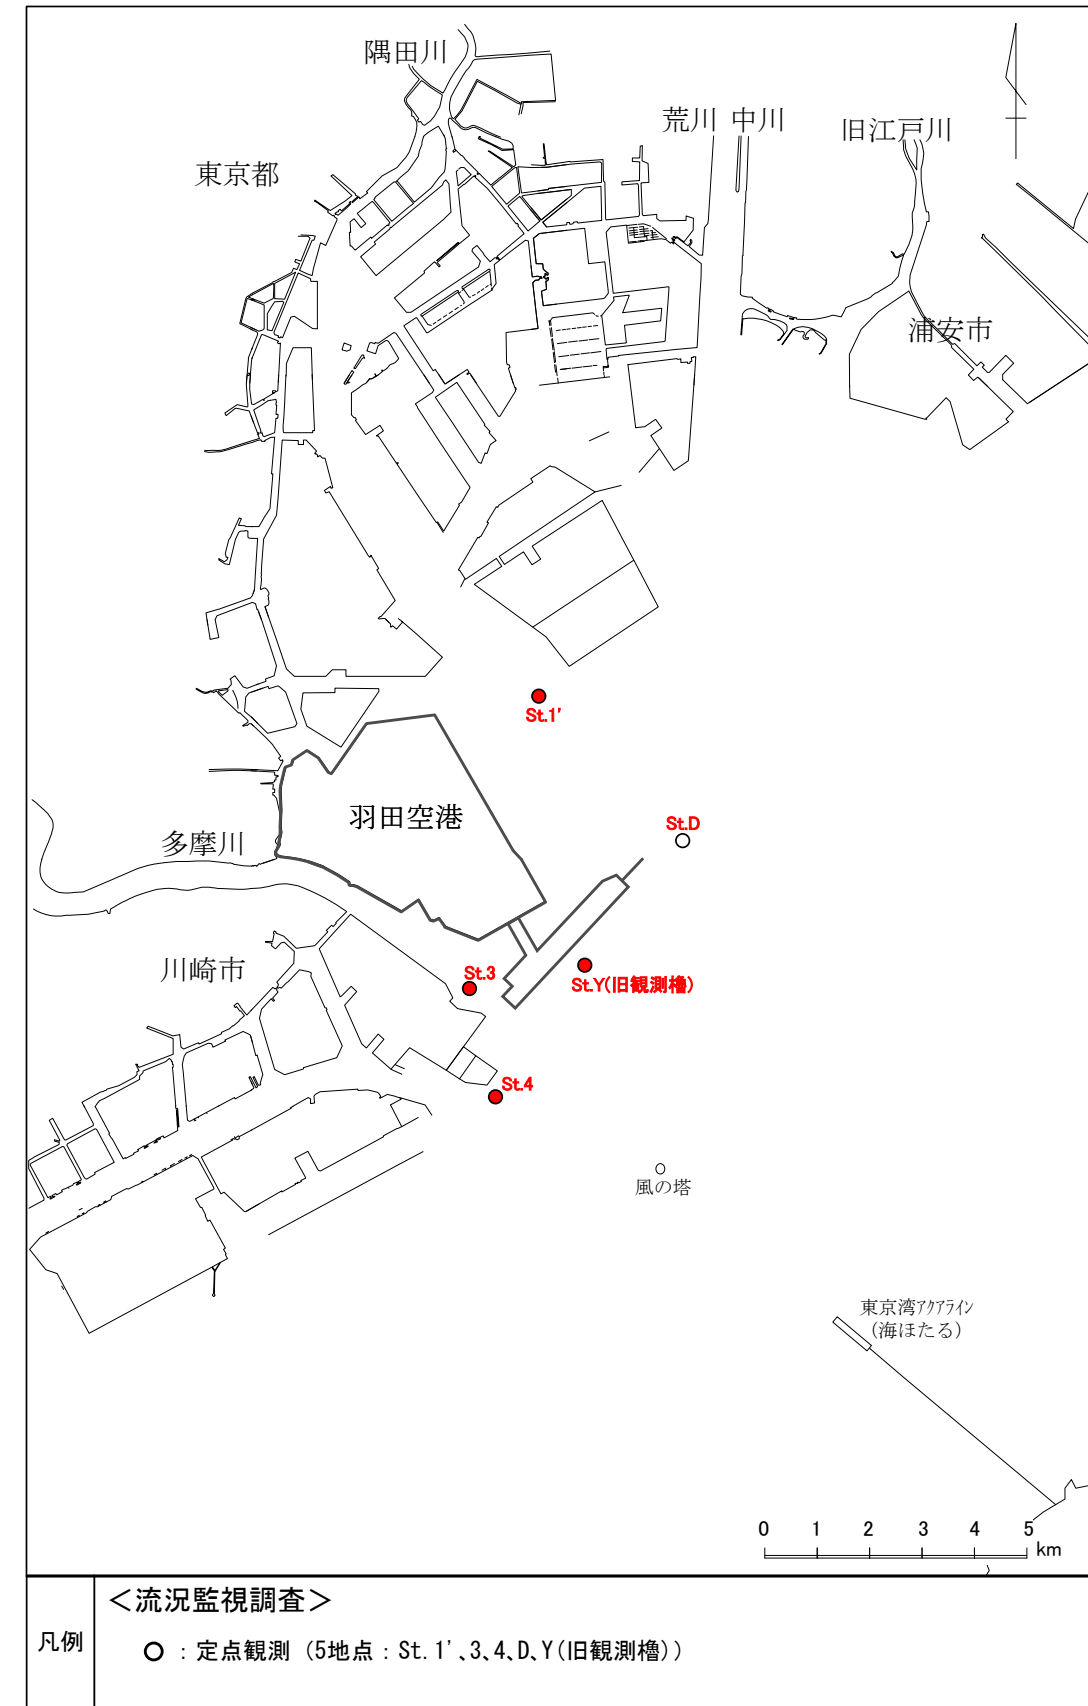 隅田川
荒川 中川
旧江戸川
東京都
浦安市
St.1'
羽田空港
St.D
多摩川
川崎市
St.3
St.Y(旧観測櫓)
St.4
風の塔
東京湾アクアライン
(海ほたる)
0 1 2 3 4 5
km
凡例
＜流況監視調査＞
○ : 定点観測 (5地点 : St.1'、3、4、D、Y(旧観測櫓))